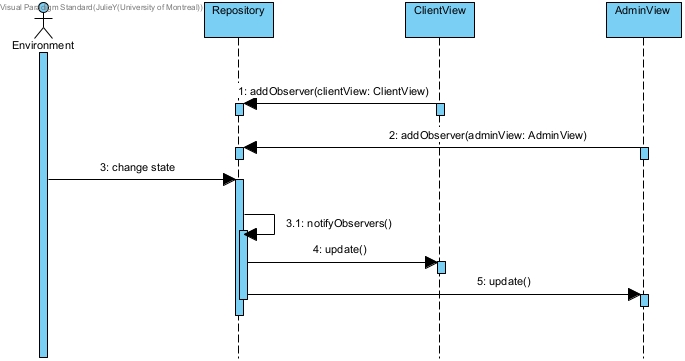 Visual Paradigm Standard(JulieY(University of Montreal))
Repository
ClientView
AdminView
Environment
1: addObserver(clientView: ClientView)
2: addObserver(adminView: AdminView)
3: change state
3.1: notifyObservers()
4: update()
5: update()